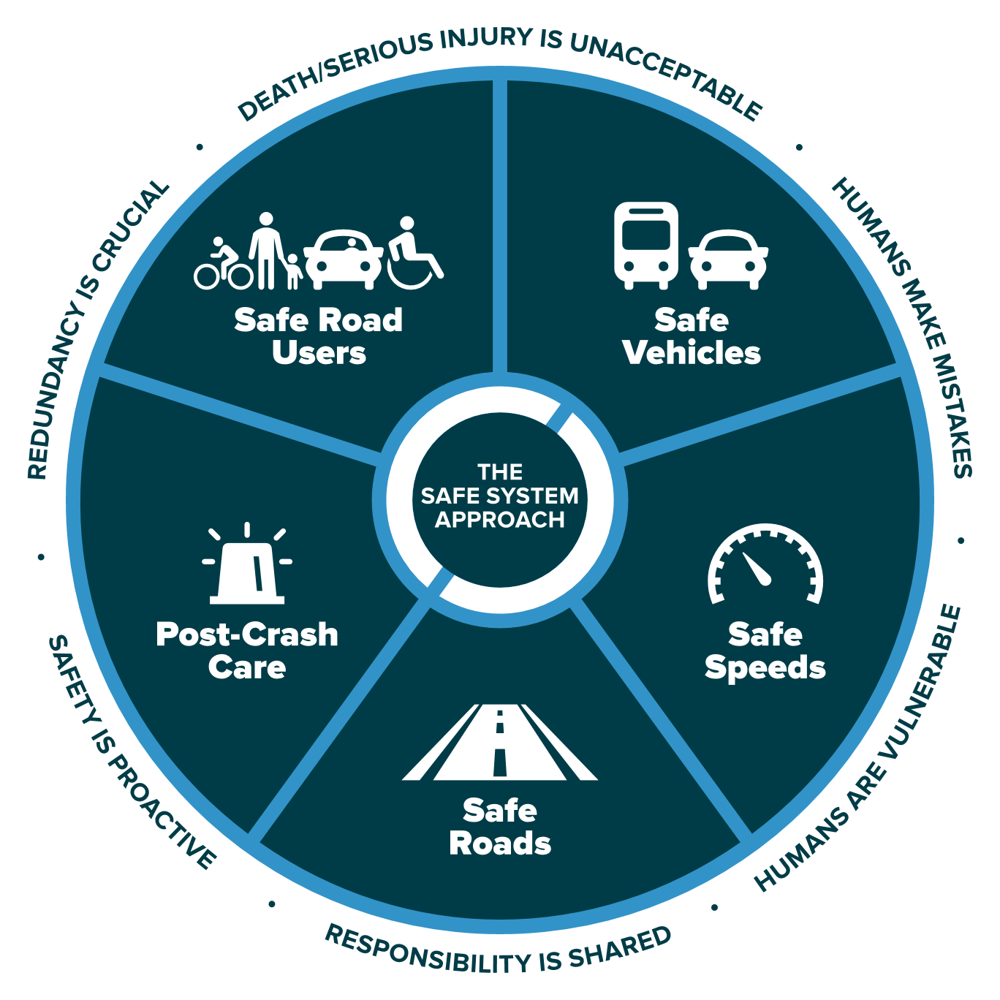 DEATH/SERIOUS INJURY IS UNACCEPTABLE
HUMANS MAKE MISTAKES
HUMANS ARE VULNERABLE
RESPONSIBILITY IS SHARED
SAFETY IS PROACTIVE
REDUNDANCY IS CRUCIAL
Safe Road
Users
Safe
Vehicles
Safe
Speeds
Safe
Roads
Post-Crash
Care
THE
SAFE SYSTEM
APPROACH